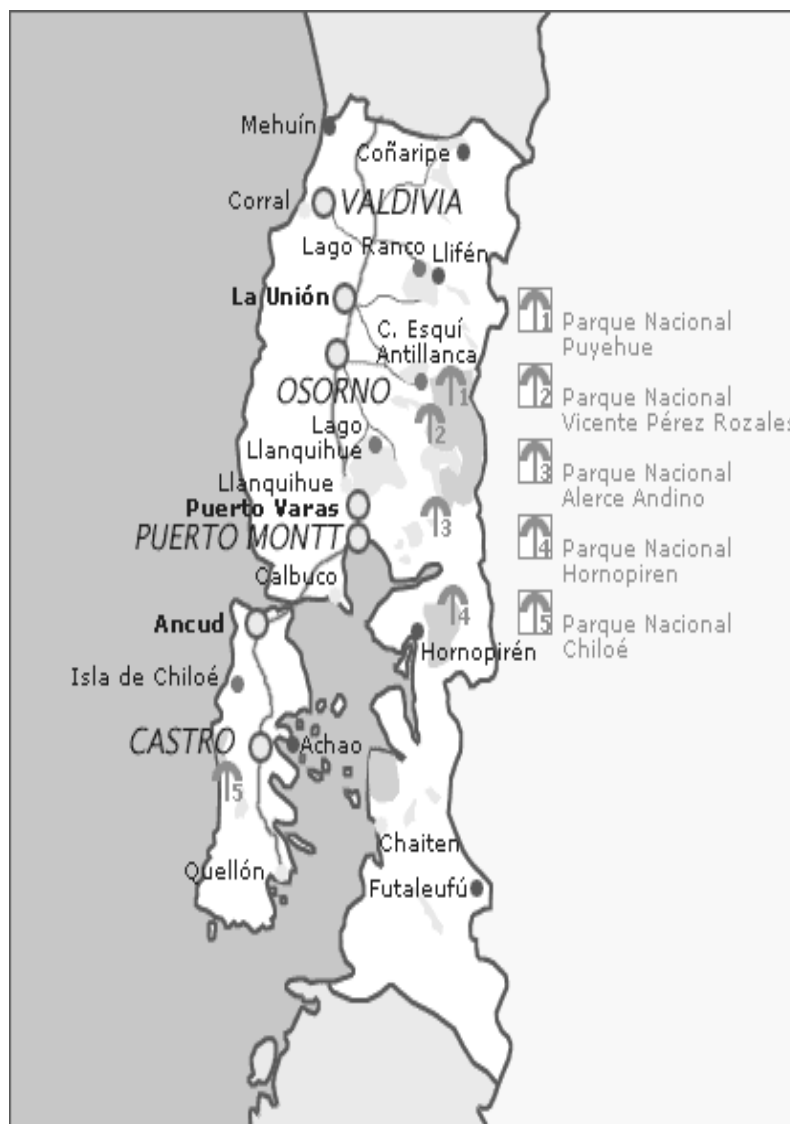 Mehuín
Coñaripe
Corral
VALDIVIA
Lago Ranco
Llifén
La Unión
C. Esquí
Antillanca
OSORNO
1
2
Lago
Llanquihue
Llanquihue
Puerto Varas
3
PUERTO MONTT
Calbuco
4
Ancud
Hornopirén
Isla de Chiloé
CASTRO
Achao
5
Chaiten
Quellón
Futaleufú
1 Parque Nacional
Puyehue
2 Parque Nacional
Vicente Pérez Rozales
3 Parque Nacional
Alerce Andino
4 Parque Nacional
Hornopiren
5 Parque Nacional
Chiloé